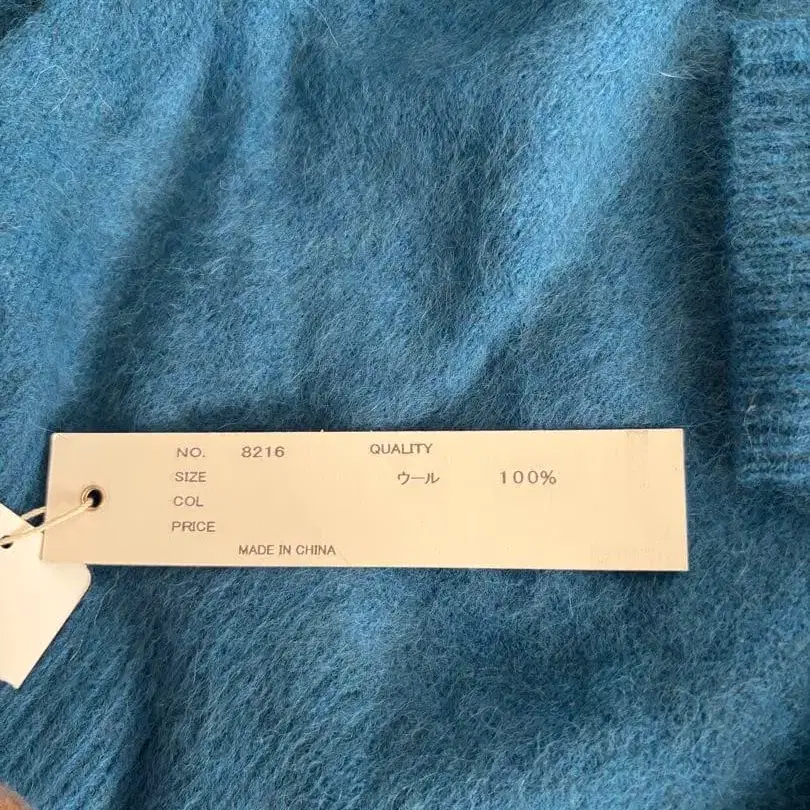 NO. 8216 QUALITY
SIZE ウール 100%
COL
PRICE
MADE IN CHINA